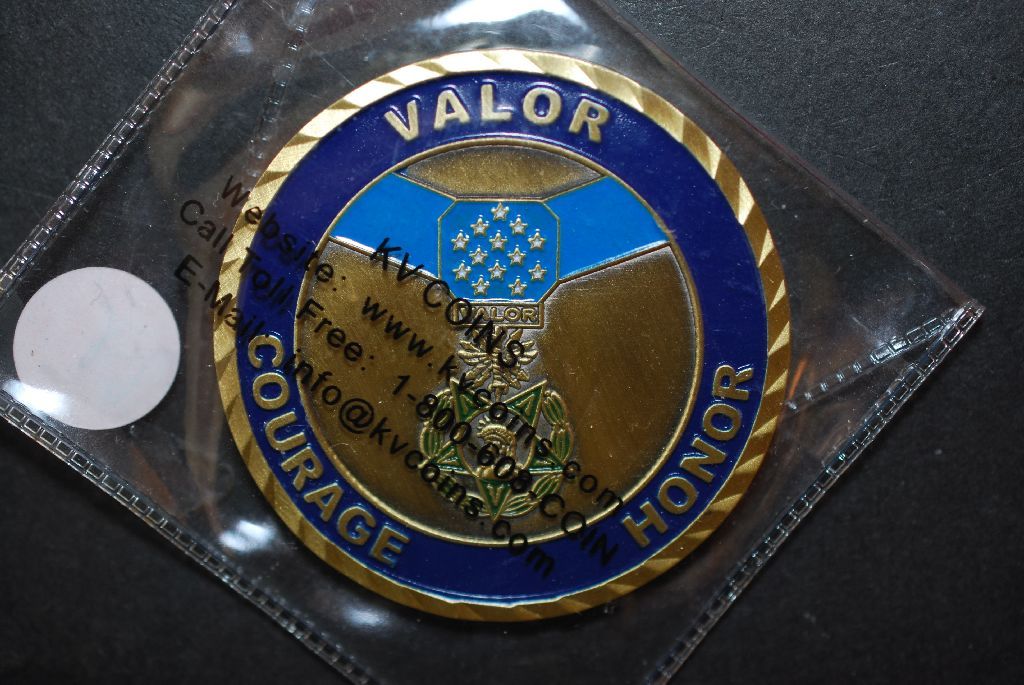 VALOR
VALOR
COURAGE
HONOR
KV COINS
Website: www.kvcoins.com
Call Toll Free: 1-800-608-COIN
E-Mail: info@kvcoins.com